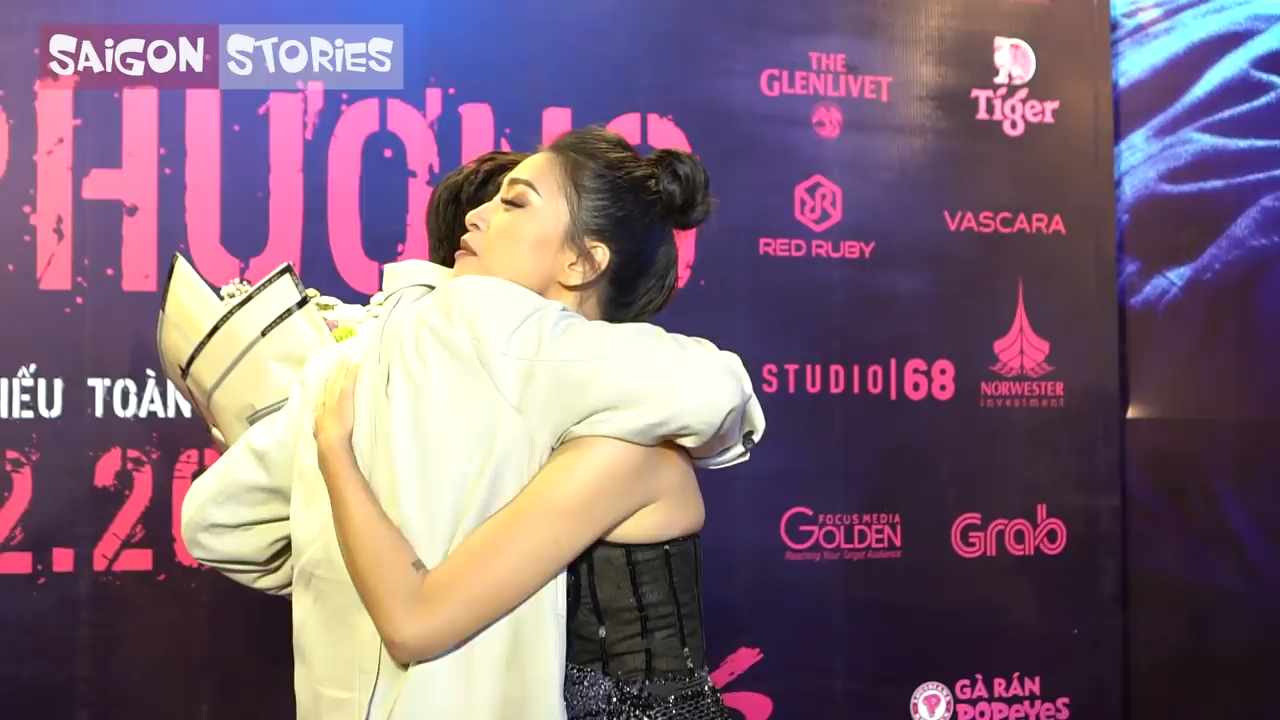 SAIGON STORIES
THE
GLENLIVET
Tiger
RED RUBY
VASCARA
STUDIO|68
NORWESTER
investment
IẾU TOÀN
2.20
FOCUS MEDIA
GOLDEN
Reaching Your Target Audience
Grab
GÀ RÁN
POPEYES